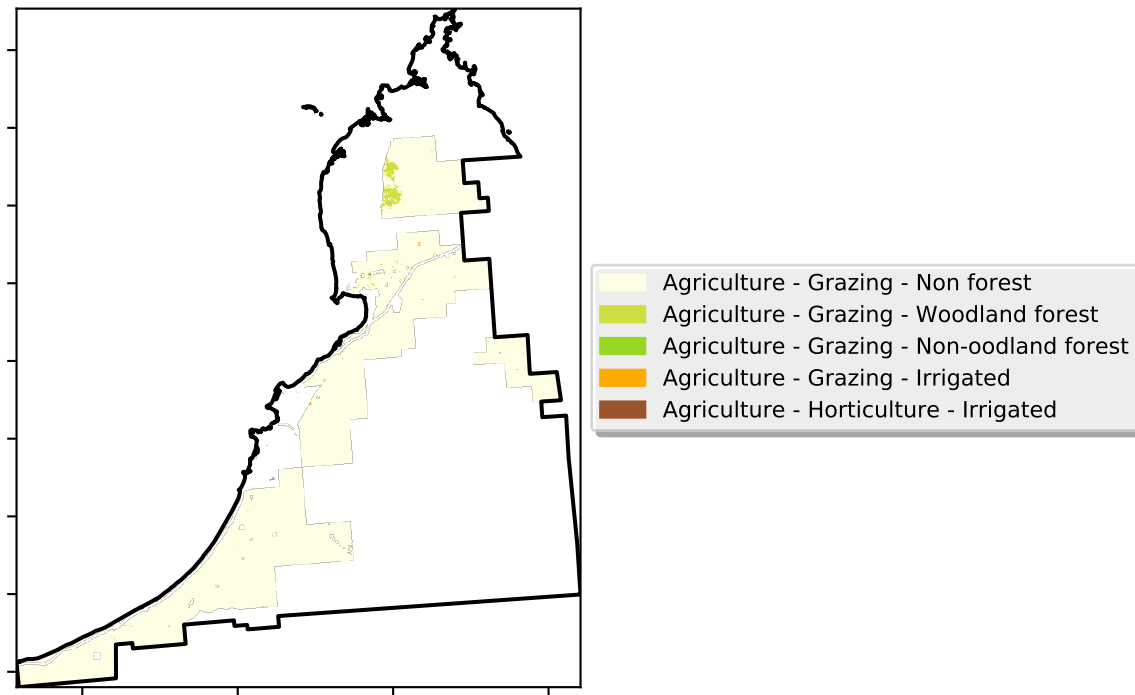 Agriculture - Grazing - Non forest
Agriculture - Grazing - Woodland forest
Agriculture - Grazing - Non-oodland forest
Agriculture - Grazing - Irrigated
Agriculture - Horticulture - Irrigated